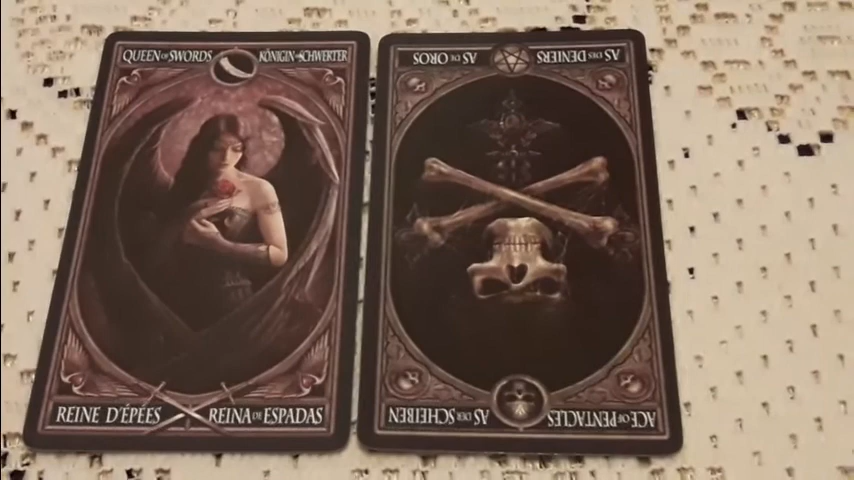 QUEEN OF SWORDS KÖNIGIN DER SCHWERTER
REINE D'ÉPÉES REINA DE ESPADAS
ACE OF PENTACLES AS DER SCHEIBEN
AS DES DENIERS AS DE OROS